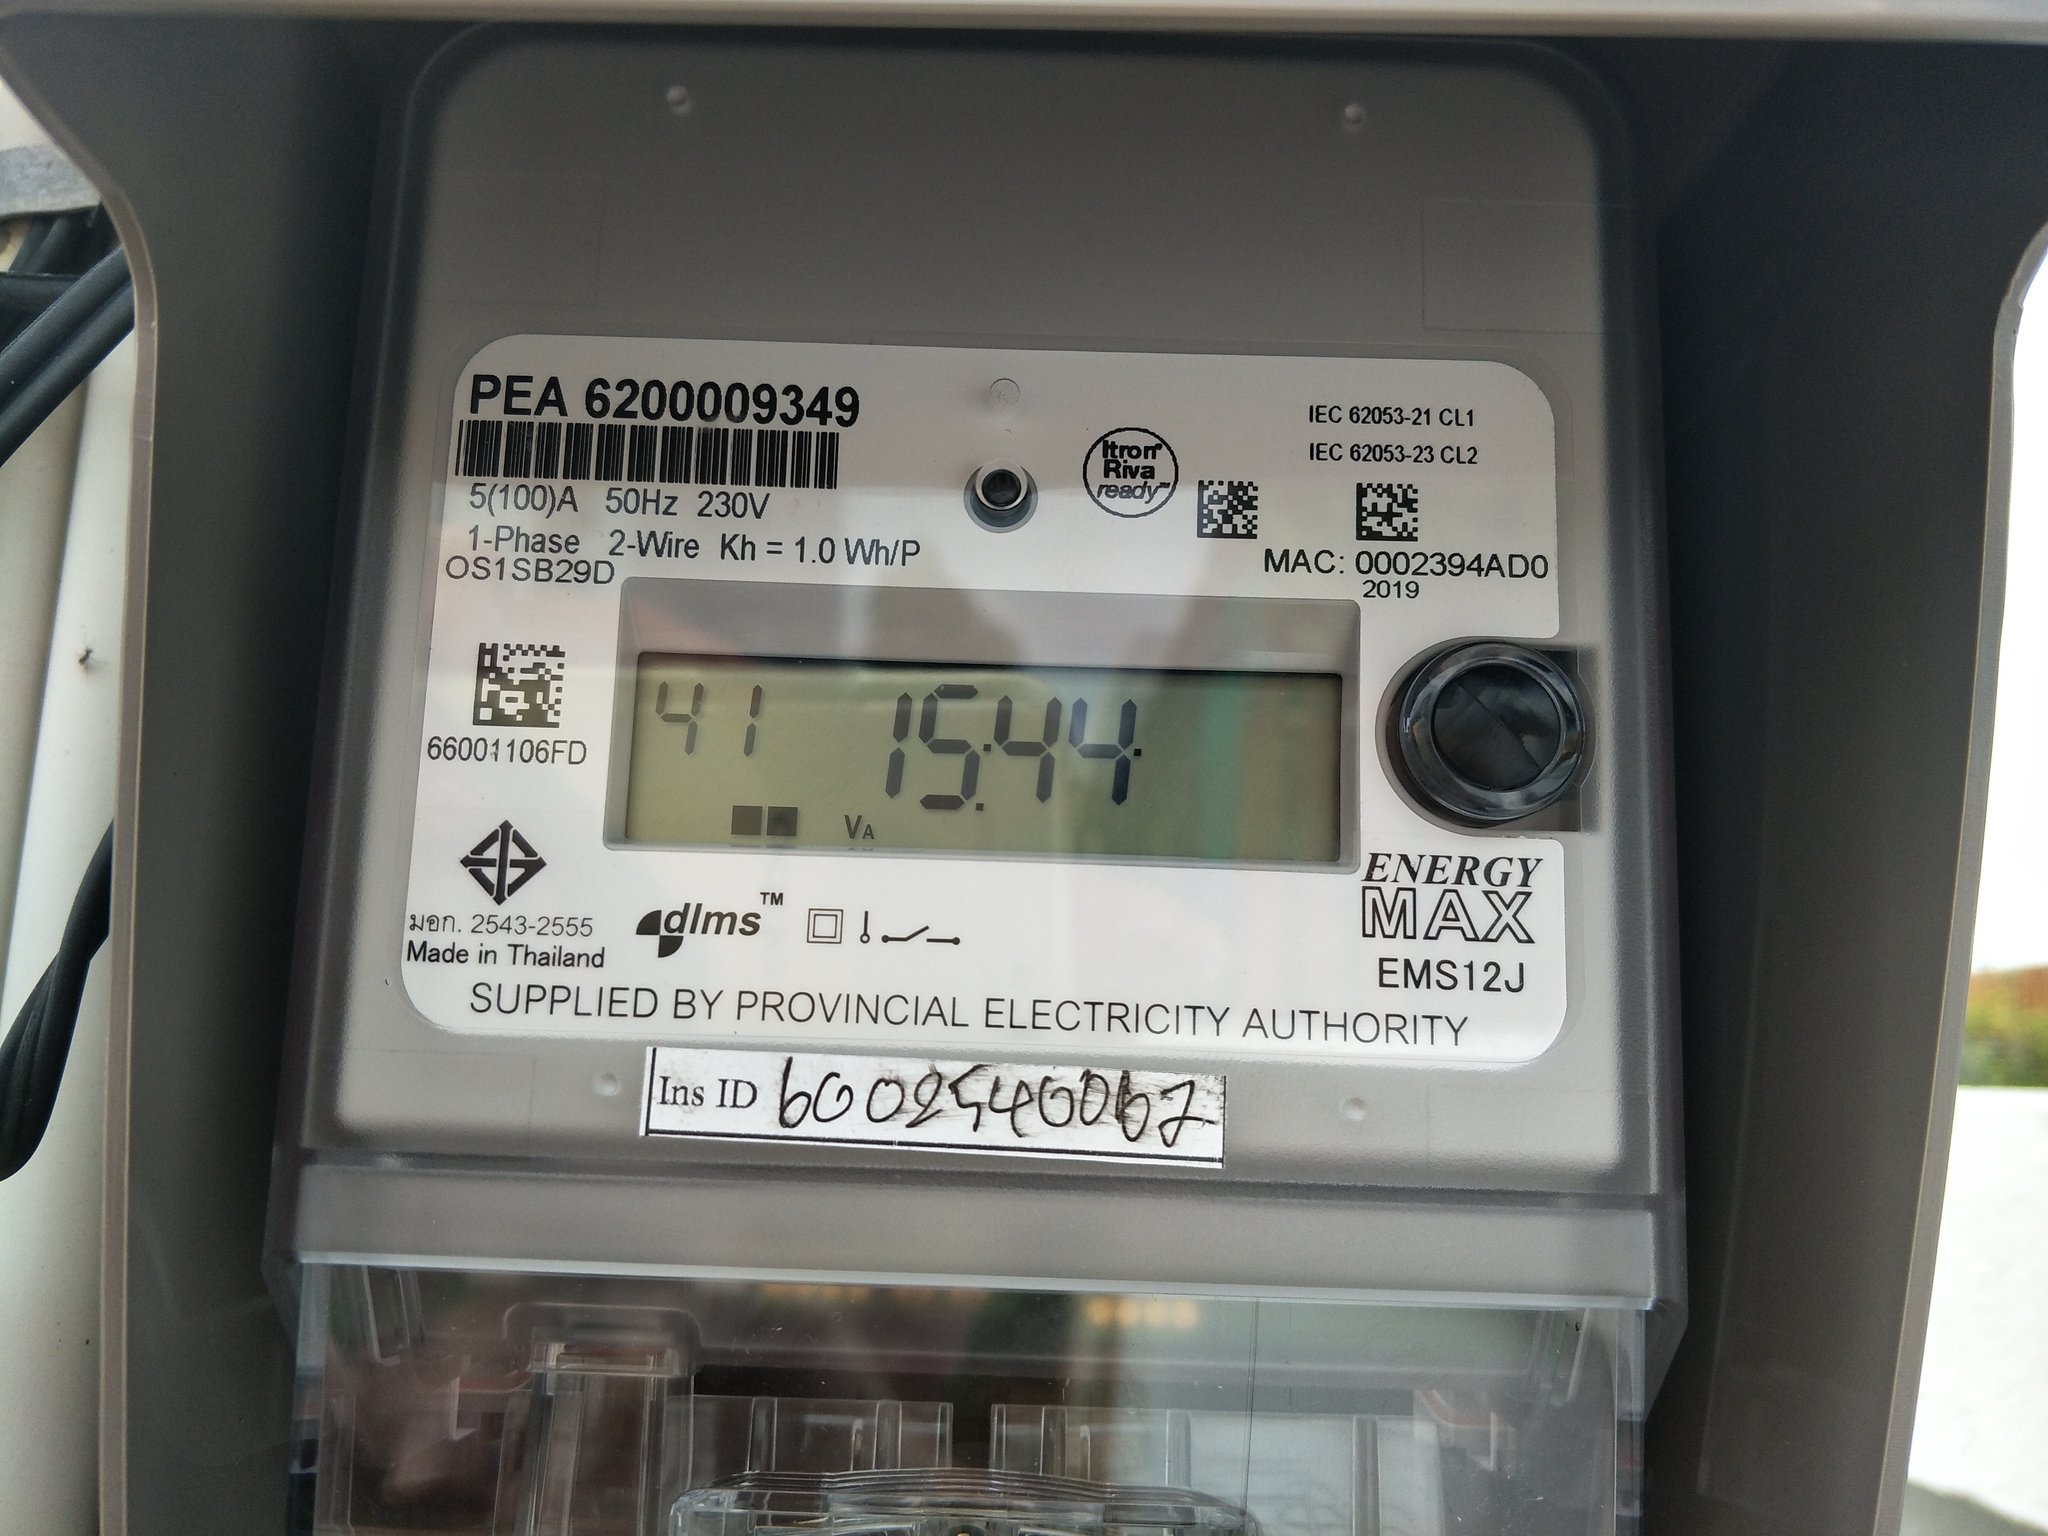 PEA 6200009349
5(100)A 50Hz 230V
1-Phase 2-Wire Kh = 1.0 Wh/P
OS1SB29D
Itron®
Riva
ready™
IEC 62053-21 CL1
IEC 62053-23 CL2
MAC: 0002394AD0
2019
66001106FD
41 15:44
VA
มอก. 2543-2555
Made in Thailand
dlms™
ENERGY
MAX
EMS12J
SUPPLIED BY PROVINCIAL ELECTRICITY AUTHORITY
Ins ID 6002540067